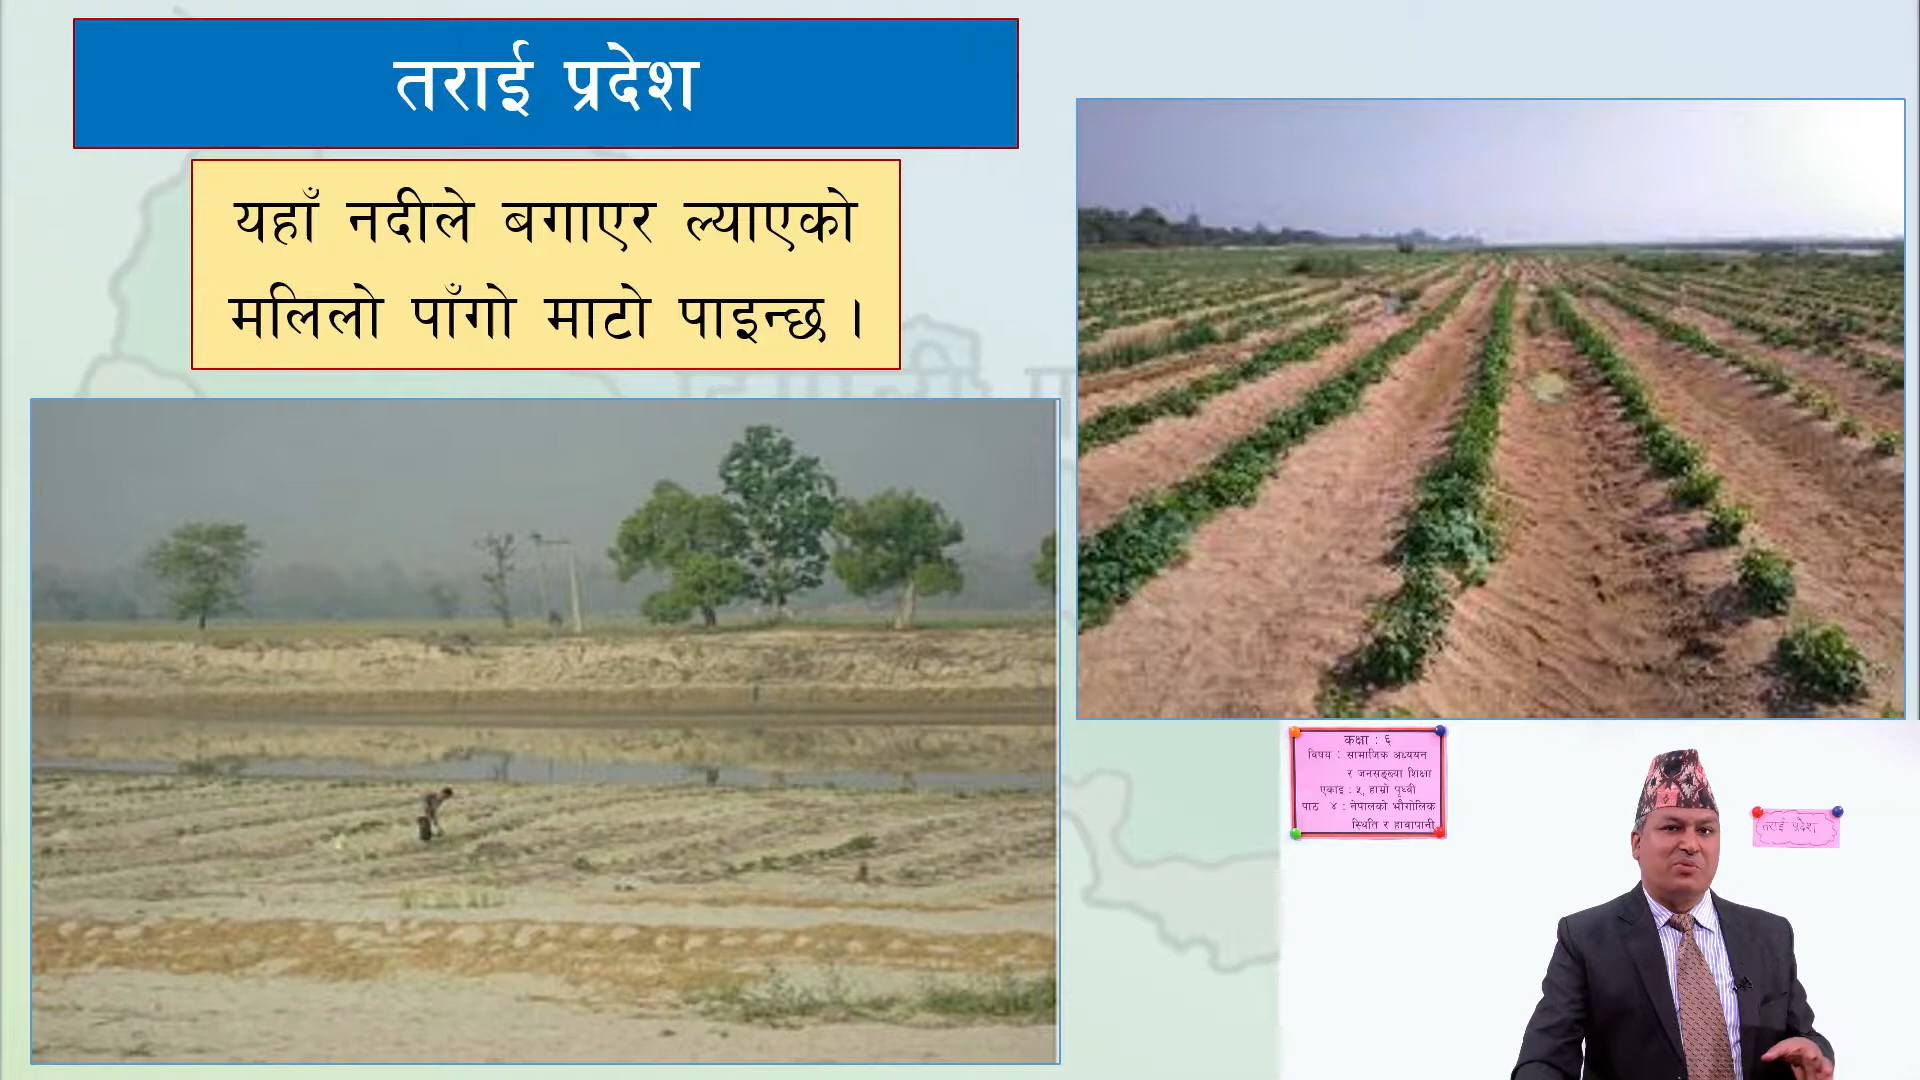 तराई प्रदेश
यहाँ नदीले बगाएर ल्याएको
मलिलो पाँगो माटो पाइन्छ ।
कक्षा : ६
विषय : सामाजिक अध्ययन
र जनसङ्ख्या शिक्षा
एकाइ : ५, हाम्रो पृथ्वी
पाठ ४ : नेपालको भौगोलिक
स्थिति र हावापानी
तराई प्रदेश